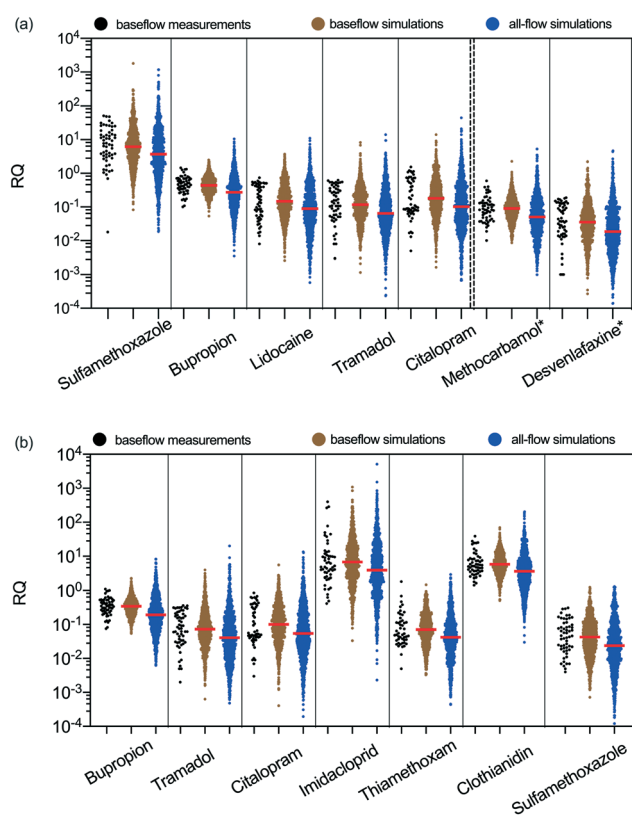 (a)
baseflow measurements baseflow simulations all-flow simulations
RQ
10^4
10^3
10^2
10^1
10^0
10^-1
10^-2
10^-3
10^-4
Sulfamethoxazole Bupropion Lidocaine Tramadol Citalopram Methocarbamol* Desvenlafaxine*
(b)
baseflow measurements baseflow simulations all-flow simulations
RQ
10^4
10^3
10^2
10^1
10^0
10^-1
10^-2
10^-3
10^-4
Bupropion Tramadol Citalopram Imidacloprid Thiamethoxam Clothianidin Sulfamethoxazole